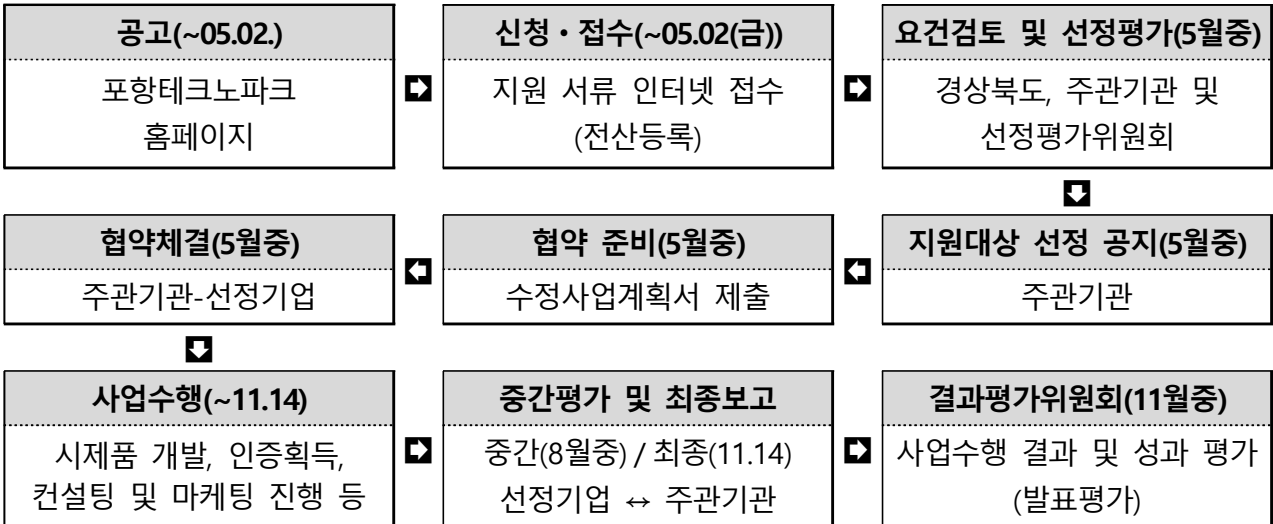 공고(~05.02.)
포항테크노파크
홈페이지
신청・접수(~05.02(금))
지원 서류 인터넷 접수
(전산등록)
요건검토 및 선정평가(5월중)
경상북도, 주관기관 및
선정평가위원회
지원대상 선정 공지(5월중)
주관기관
협약 준비(5월중)
수정사업계획서 제출
협약체결(5월중)
주관기관-선정기업
사업수행(~11.14)
시제품 개발, 인증획득,
컨설팅 및 마케팅 진행 등
중간평가 및 최종보고
중간(8월중) / 최종(11.14)
선정기업 ↔ 주관기관
결과평가위원회(11월중)
사업수행 결과 및 성과 평가
(발표평가)